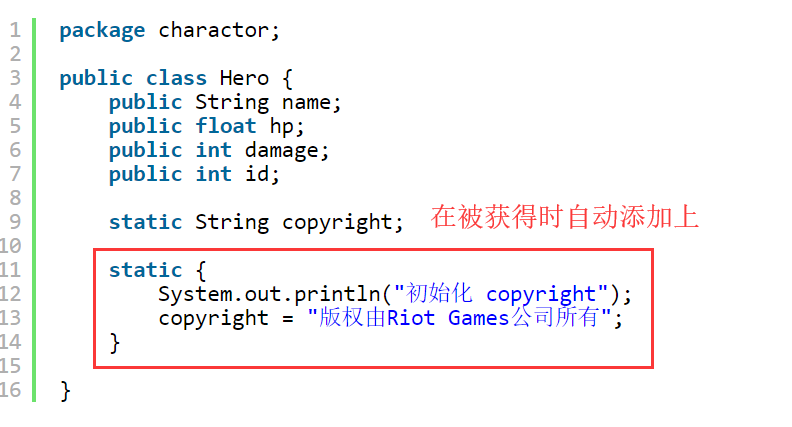 1 package charactor;
2
3 public class Hero {
4     public String name;
5     public float hp;
6     public int damage;
7     public int id;
8
9     static String copyright; 在被获得时自动添加上
10
11     static {
12         System.out.println("初始化 copyright");
13         copyright = "版权由Riot Games公司所有";
14     }
15
16 }